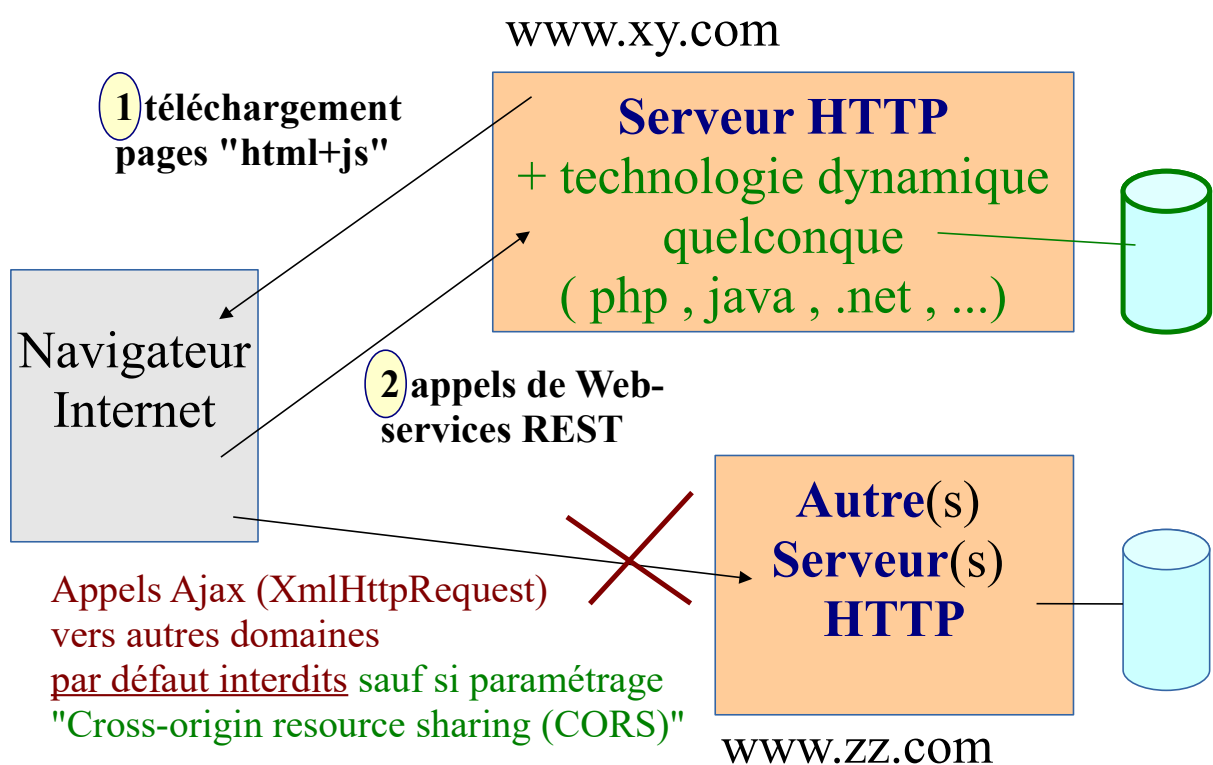 www.xy.com
1 téléchargement
pages "html+js"
Serveur HTTP
+ technologie dynamique
quelconque
( php , java , .net , ...)
Navigateur
Internet
2 appels de Web-
services REST
Autre(s)
Serveur(s)
HTTP
Appels Ajax (XmlHttpRequest)
vers autres domaines
par défaut interdits sauf si paramétrage
"Cross-origin resource sharing (CORS)"
www.zz.com